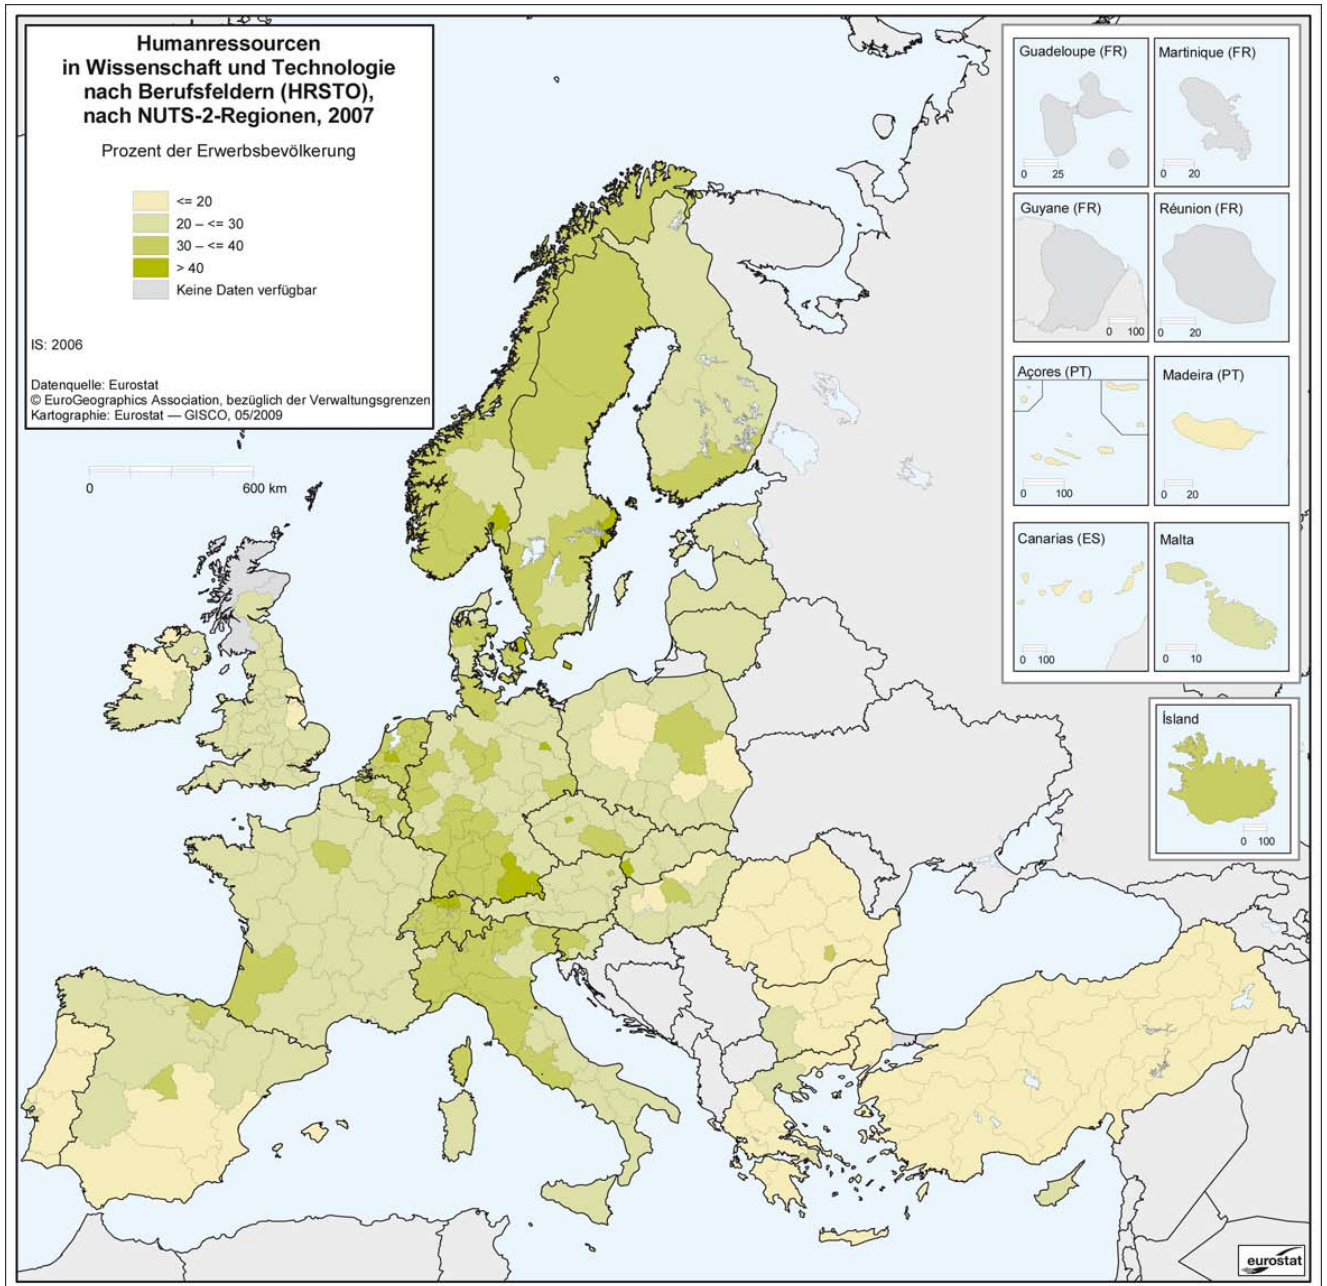 Humanressourcen
in Wissenschaft und Technologie
nach Berufsfeldern (HRSTO),
nach NUTS-2-Regionen, 2007
Prozent der Erwerbsbevölkerung
<= 20
20 – <= 30
30 – <= 40
> 40
Keine Daten verfügbar
IS: 2006
Datenquelle: Eurostat
© EuroGeographics Association, bezüglich der Verwaltungsgrenzen
Kartographie: Eurostat — GISCO, 05/2009
0 600 km
Guadeloupe (FR)
0 25
Martinique (FR)
0 20
Guyane (FR)
0 100
Réunion (FR)
0 20
Açores (PT)
0 100
Madeira (PT)
0 20
Canarias (ES)
0 100
Malta
0 10
Ísland
0 100
eurostat